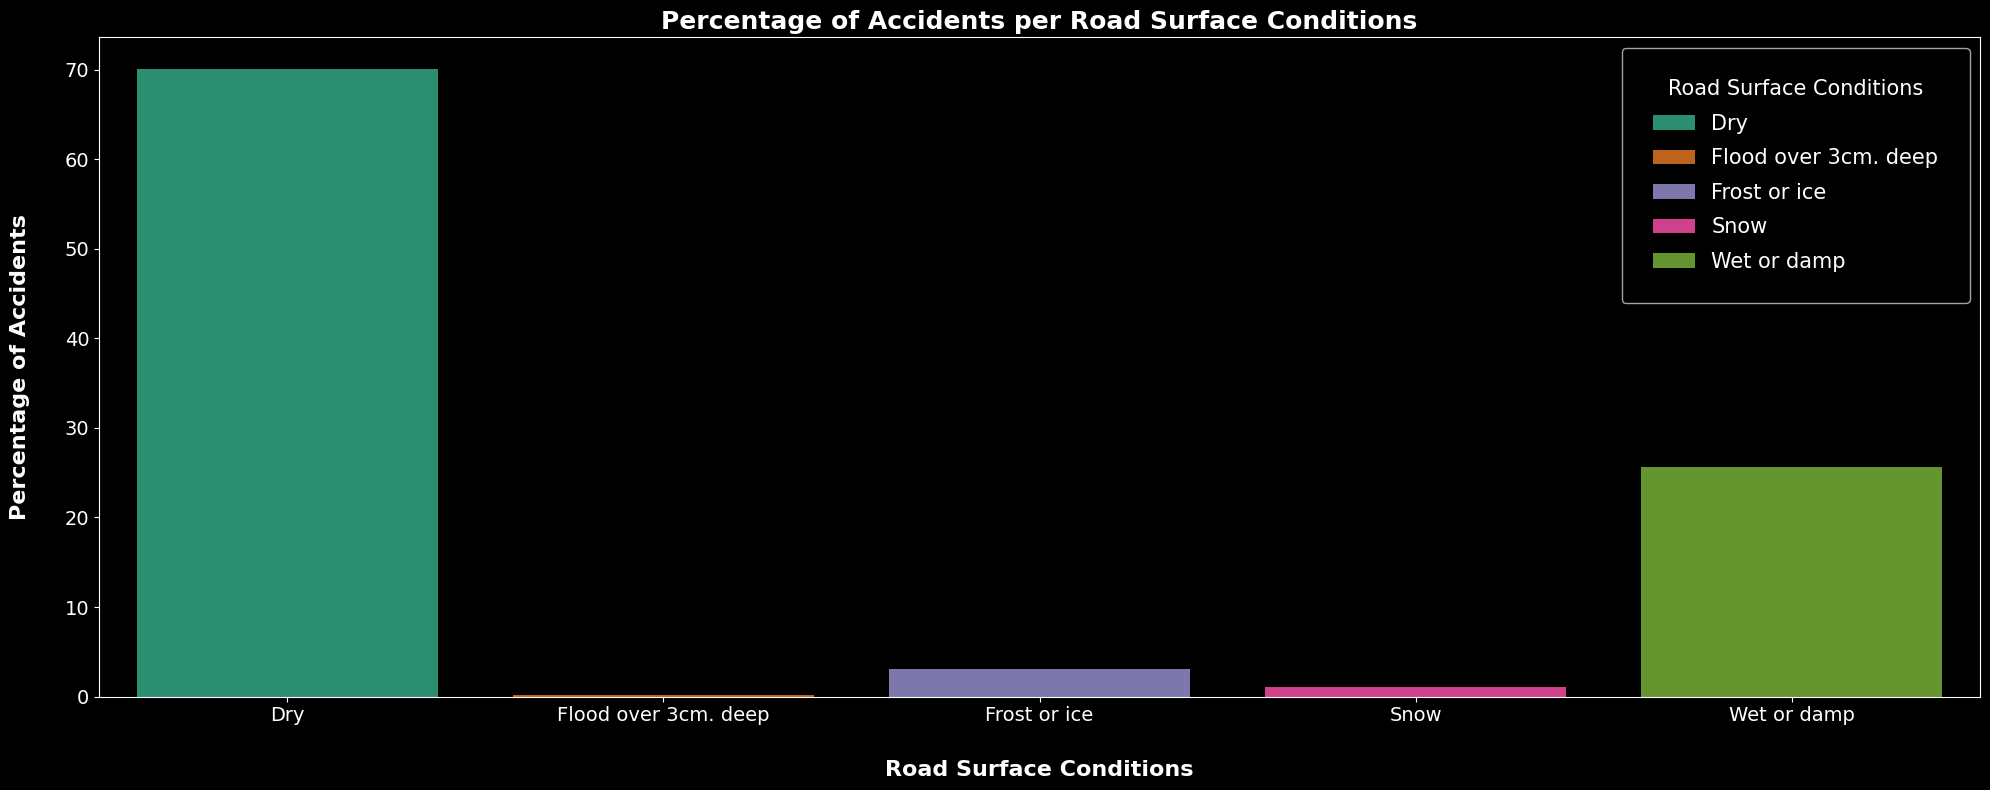 Percentage of Accidents per Road Surface Conditions
Percentage of Accidents
70
60
50
40
30
20
10
0
Road Surface Conditions
Dry
Flood over 3cm. deep
Frost or ice
Snow
Wet or damp
Dry
Flood over 3cm. deep
Frost or ice
Snow
Wet or damp
Road Surface Conditions